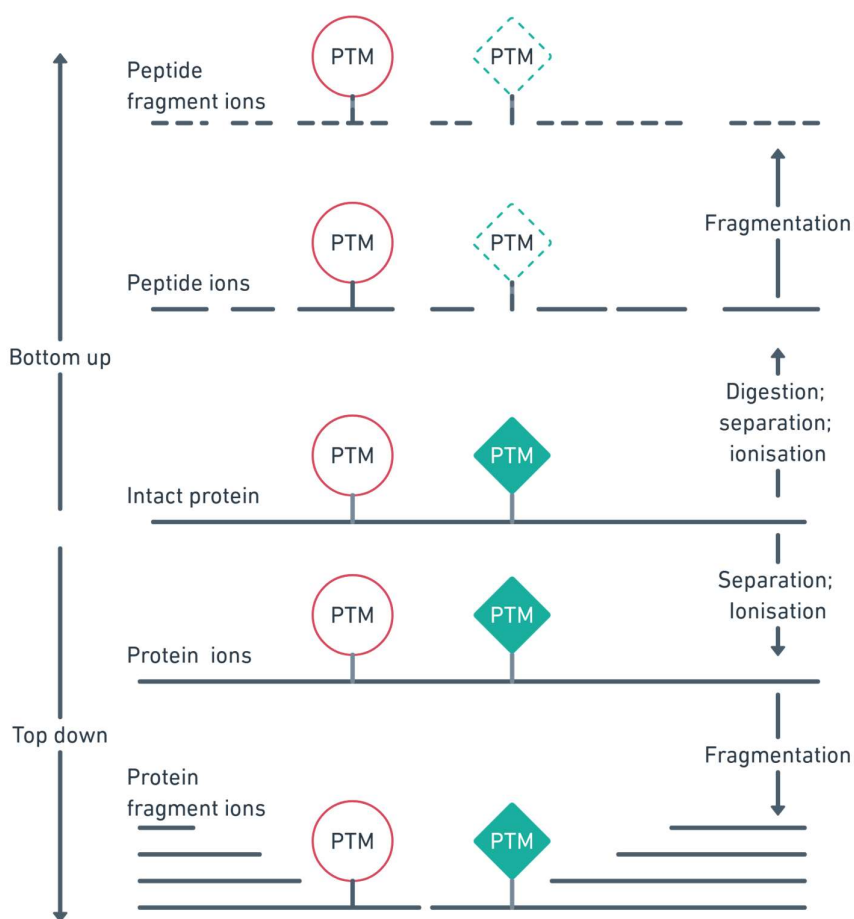 PTM PTM
Peptide
fragment ions
Fragmentation
PTM PTM
Peptide ions
Bottom up
Digestion;
separation;
ionisation
PTM PTM
Intact protein
Separation;
Ionisation
PTM PTM
Protein ions
Top down
Fragmentation
Protein
fragment ions
PTM PTM